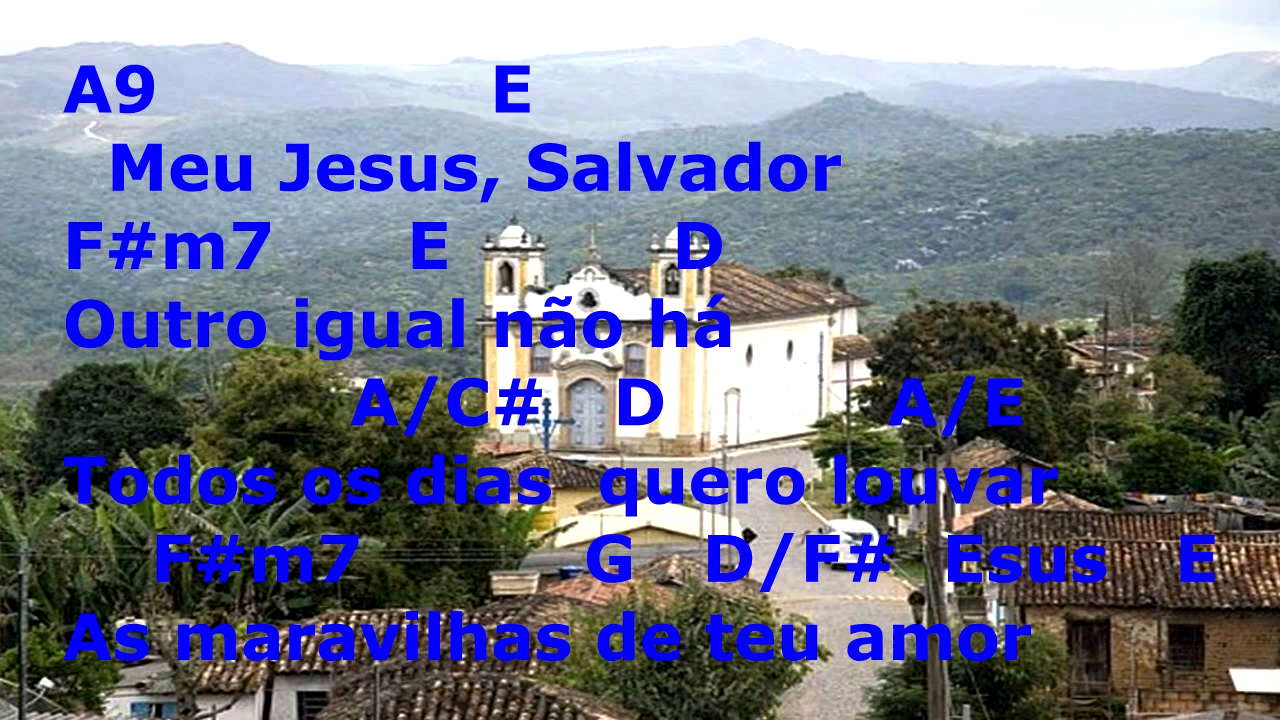 A9 E
Meu Jesus, Salvador
F#m7 E D
Outro igual não há
A/C# D A/E
Todos os dias quero louvar
F#m7 G D/F# Esus E
As maravilhas de teu amor